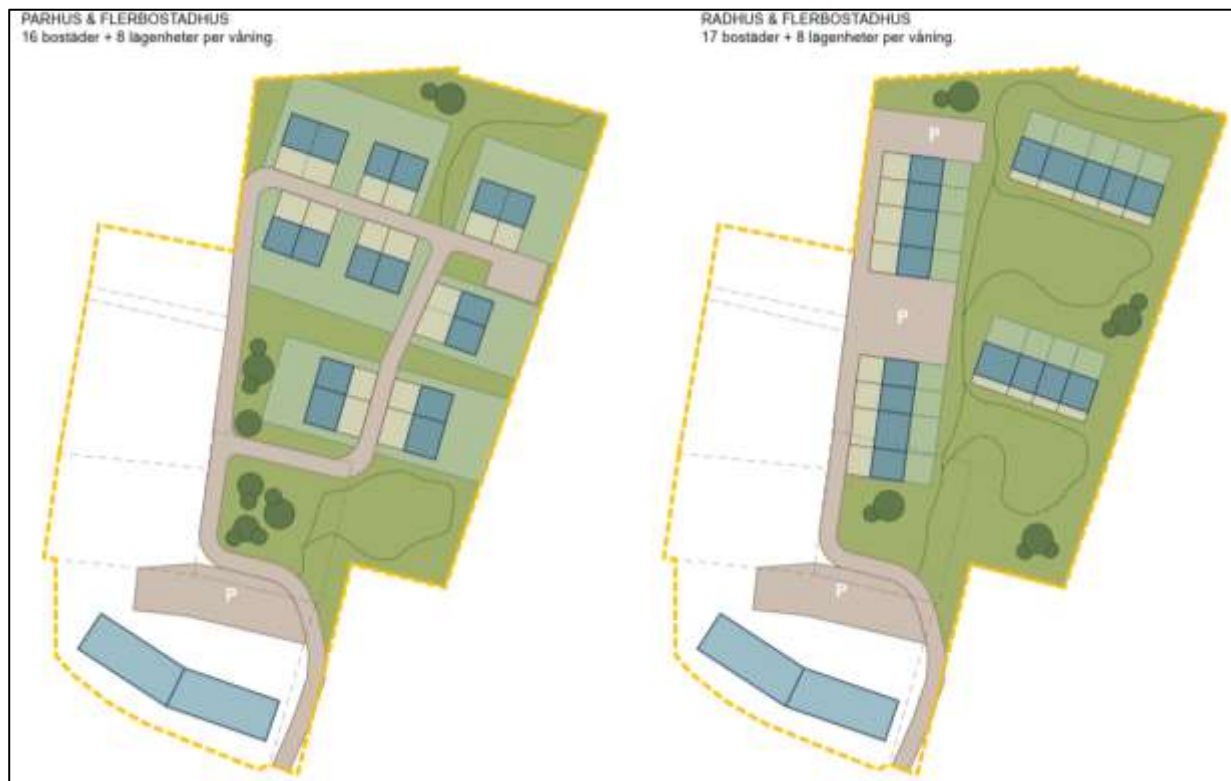 PARHUS & FLERBOSTADHUS
16 bostäder + 8 lägenheter per våning.
RADHUS & FLERBOSTADHUS
17 bostäder + 8 lägenheter per våning.
P
P
P
P